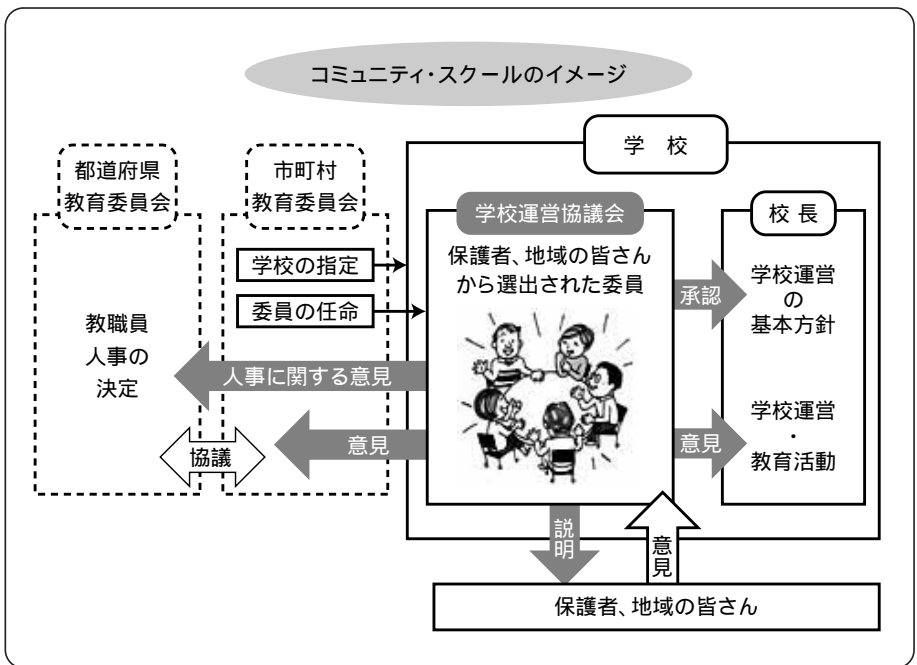 コミュニティ・スクールのイメージ
都道府県
教育委員会
教職員
人事の
決定
市町村
教育委員会
学校の指定
委員の任命
人事に関する意見
意見
協議
学　校
学校運営協議会
保護者、地域の皆さん
から選出された委員
承認
意見
校 長
学校運営
の
基本方針
学校運営
・
教育活動
説明
意見
保護者、地域の皆さん